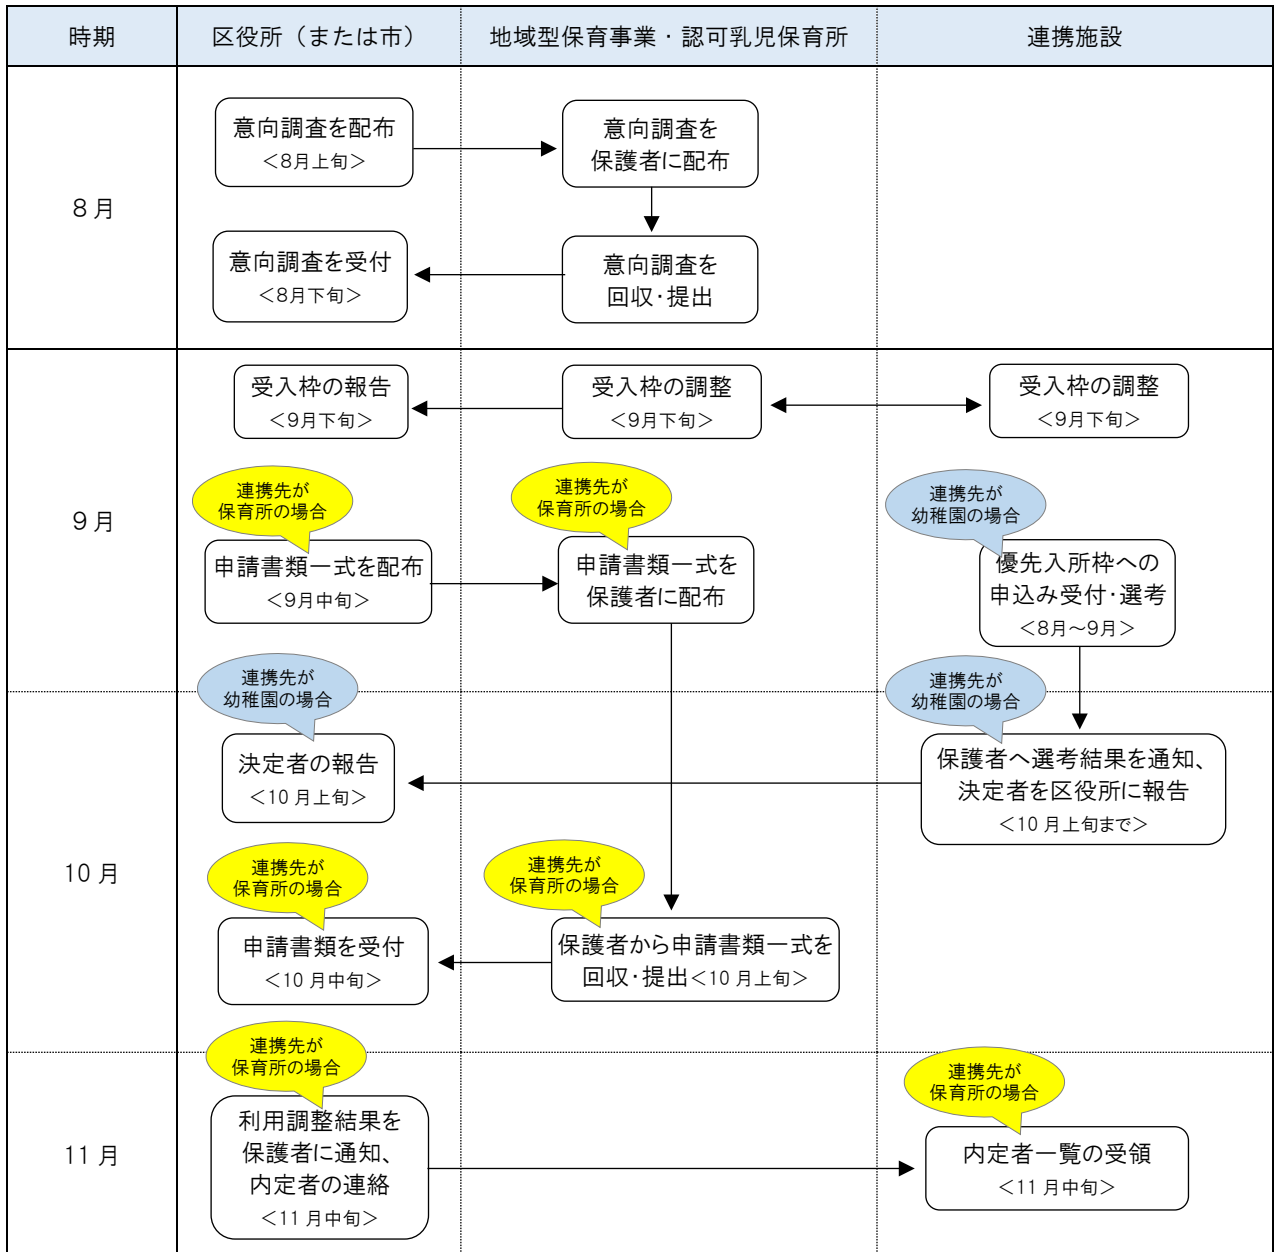 時期
区役所（または市）
地域型保育事業・認可乳児保育所
連携施設
8月
意向調査を配布
＜8月上旬＞
意向調査を
保護者に配布
意向調査を受付
＜8月下旬＞
意向調査を
回収・提出
9月
受入枠の報告
＜9月下旬＞
受入枠の調整
＜9月下旬＞
受入枠の調整
＜9月下旬＞
連携先が
保育所の場合
申請書類一式を配布
＜9月中旬＞
連携先が
保育所の場合
申請書類一式を
保護者に配布
連携先が
幼稚園の場合
優先入所枠への
申込み受付・選考
＜8月～9月＞
10月
連携先が
幼稚園の場合
決定者の報告
＜10月上旬＞
連携先が
幼稚園の場合
保護者へ選考結果を通知、
決定者を区役所に報告
＜10月上旬まで＞
連携先が
保育所の場合
申請書類を受付
＜10月中旬＞
連携先が
保育所の場合
保護者から申請書類一式を
回収・提出＜10月上旬＞
11月
連携先が
保育所の場合
利用調整結果を
保護者に通知、
内定者の連絡
＜11月中旬＞
連携先が
保育所の場合
内定者一覧の受領
＜11月中旬＞